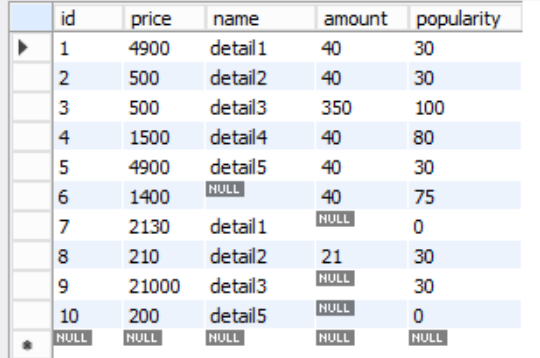 id price name amount popularity
1 4900 detail1 40 30
2 500 detail2 40 30
3 500 detail3 350 100
4 1500 detail4 40 80
5 4900 detail5 40 30
6 1400 NULL 40 75
7 2130 detail1 NULL 0
8 210 detail2 21 30
9 21000 detail3 NULL 30
10 200 detail5 NULL 0
NULL NULL NULL NULL NULL